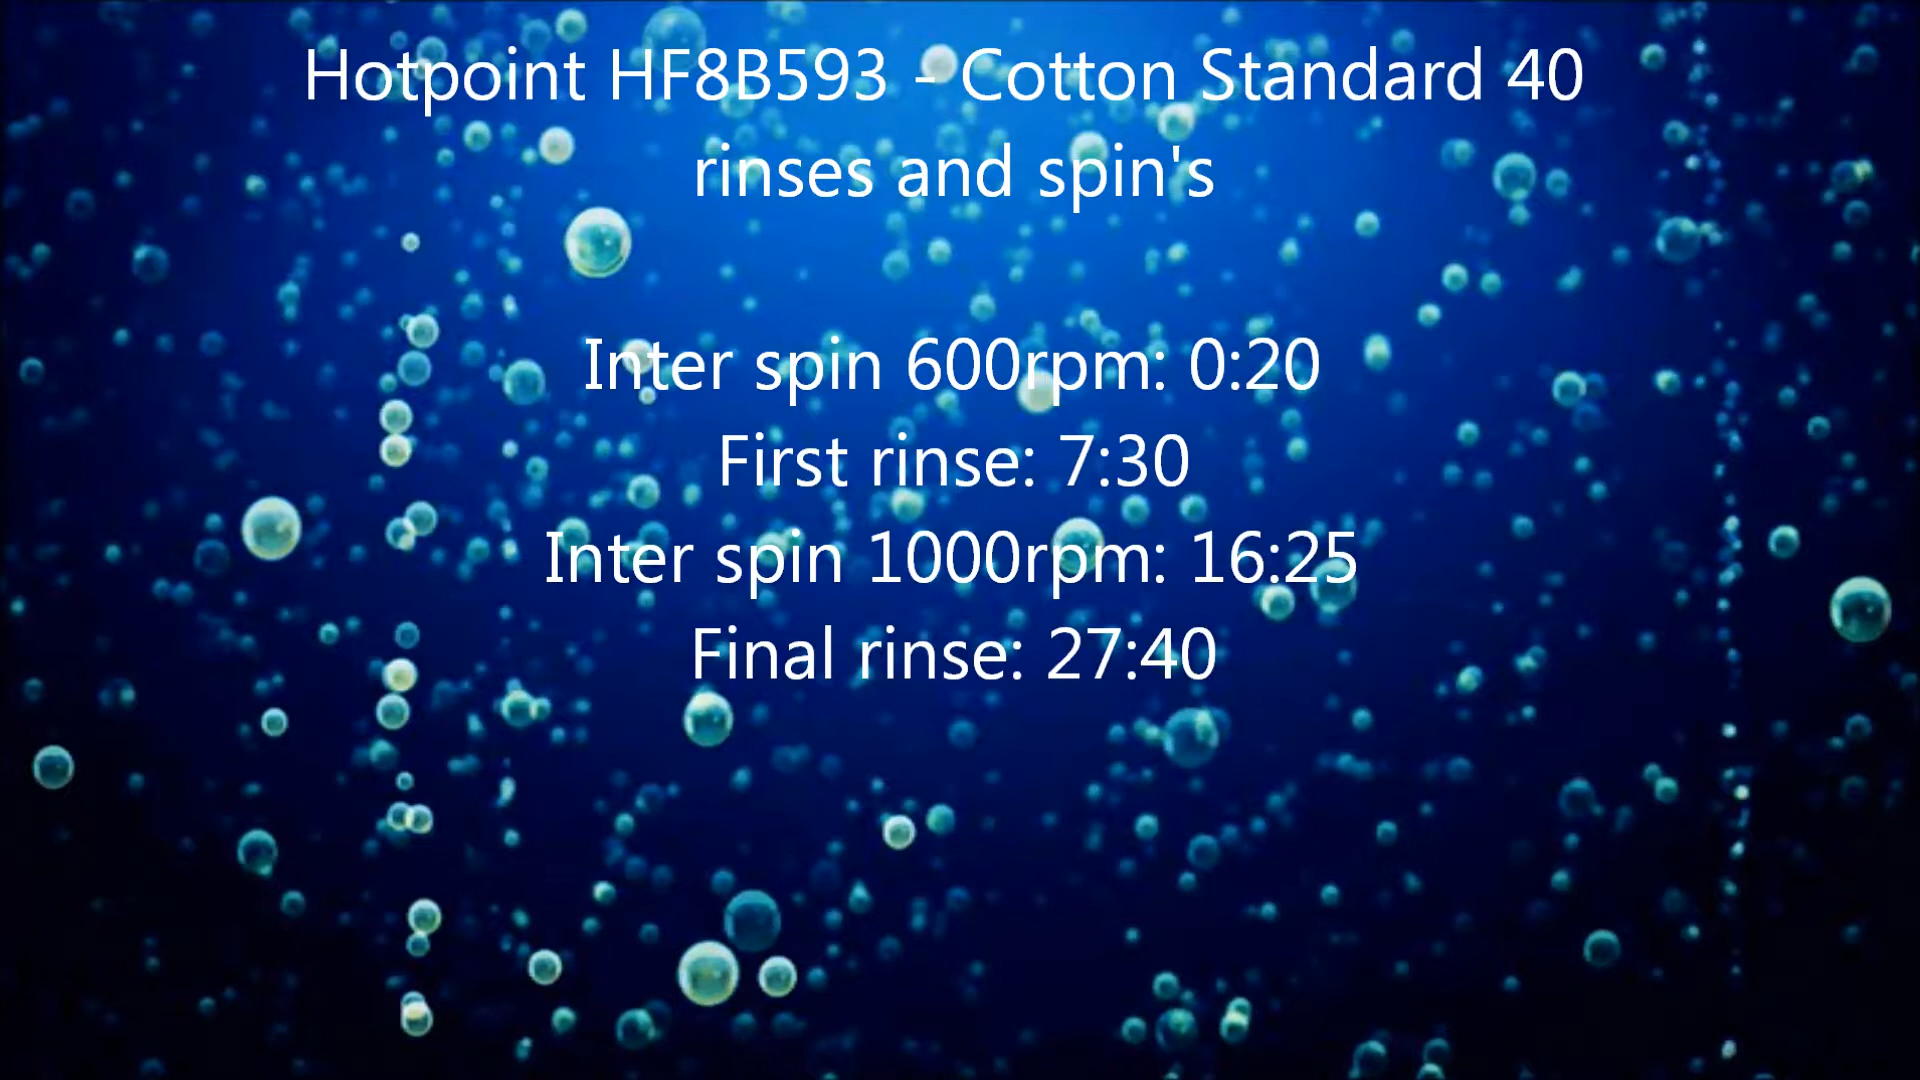 Hotpoint HF8B593 - Cotton Standard 40
rinses and spin's
Inter spin 600rpm: 0:20
First rinse: 7:30
Inter spin 1000rpm: 16:25
Final rinse: 27:40